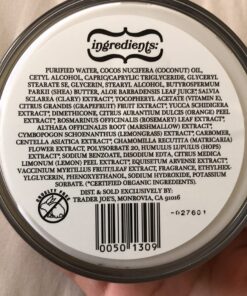 ingredients:
PURIFIED WATER, COCOS NUCIFERA (COCONUT) OIL,
CETYL ALCOHOL, CAPRIC/CAPRYLIC TRIGLYCERIDE, GLYCERYL
STEARATE SE, GLYCERIN, STEARYL ALCOHOL, BUTYROSPERMUM
PARKII (SHEA) BUTTER, ALOE BARBADENSIS LEAF JUICE*, SALVIA
SCLAREA (CLARY) EXTRACT*, TOCOPHERYL ACETATE (VITAMIN E),
CITRUS GRANDIS (GRAPEFRUIT) FRUIT EXTRACT*, YUCCA SCHIDIGERA
EXTRACT*, DIMETHICONE, CITRUS AURANTIUM DULCIS (ORANGE) PEEL
EXTRACT*, ROSMARINUS OFFICINALIS (ROSEMARY) LEAF EXTRACT*,
ALTHAEA OFFICINALIS ROOT (MARSHMALLOW) EXTRACT*,
CYMBOPOGON SCHOENANTHUS (LEMONGRASS) EXTRACT*, CARBOMER,
CENTELLA ASIATICA EXTRACT*, CHAMOMILLA RECUTITA (MATRICARIA)
FLOWER EXTRACT*, POLYSORBATE 20, HUMULUS LUPULUS (HOPS)
EXTRACT*, SODIUM BENZOATE, DISODIUM EDTA, CITRUS MEDICA
LIMONUM (LEMON) PEEL EXTRACT*, EQUISETUM ARVENSE EXTRACT*,
VACCINIUM MYRTILLUS FRUIT/LEAF EXTRACT*, FRAGRANCE, ETHYLHEX-
YLGLYCERIN, PHENOXYETHANOL, SODIUM HYDROXIDE, POTASSIUM
SORBATE (*CERTIFIED ORGANIC INGREDIENTS).
DIST. & SOLD EXCLUSIVELY BY:
TRADER JOE'S, MONROVIA, CA 91016
CRUELTY FREE
0050 1309